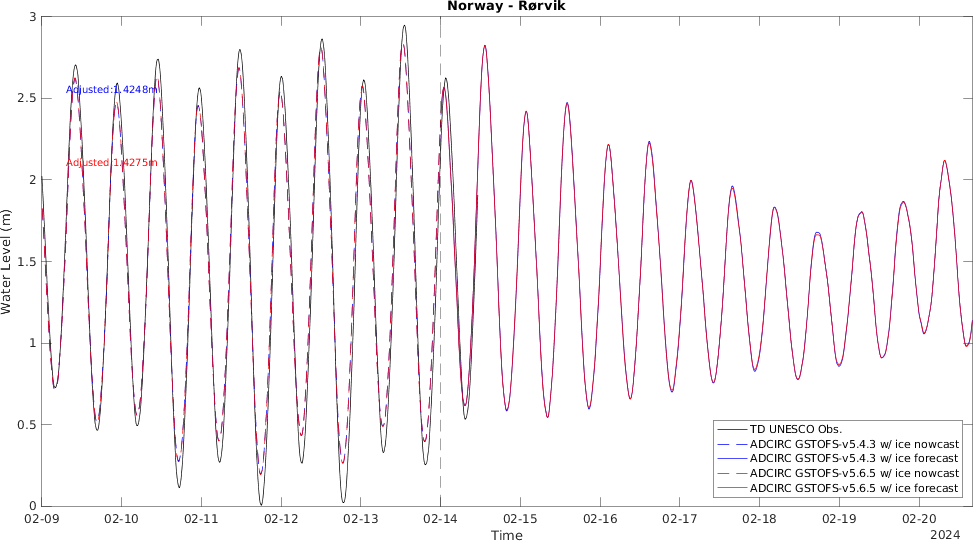 Norway - Rørvik
3
2.5
2
1.5
1
0.5
0
Water Level (m)
Adjusted:1.4248m
Adjusted:1.4275m
TD UNESCO Obs.
ADCIRC GSTOFS-v5.4.3 w/ ice nowcast
ADCIRC GSTOFS-v5.4.3 w/ ice forecast
ADCIRC GSTOFS-v5.6.5 w/ ice nowcast
ADCIRC GSTOFS-v5.6.5 w/ ice forecast
02-09 02-10 02-11 02-12 02-13 02-14 02-15 02-16 02-17 02-18 02-19 02-20
Time
2024